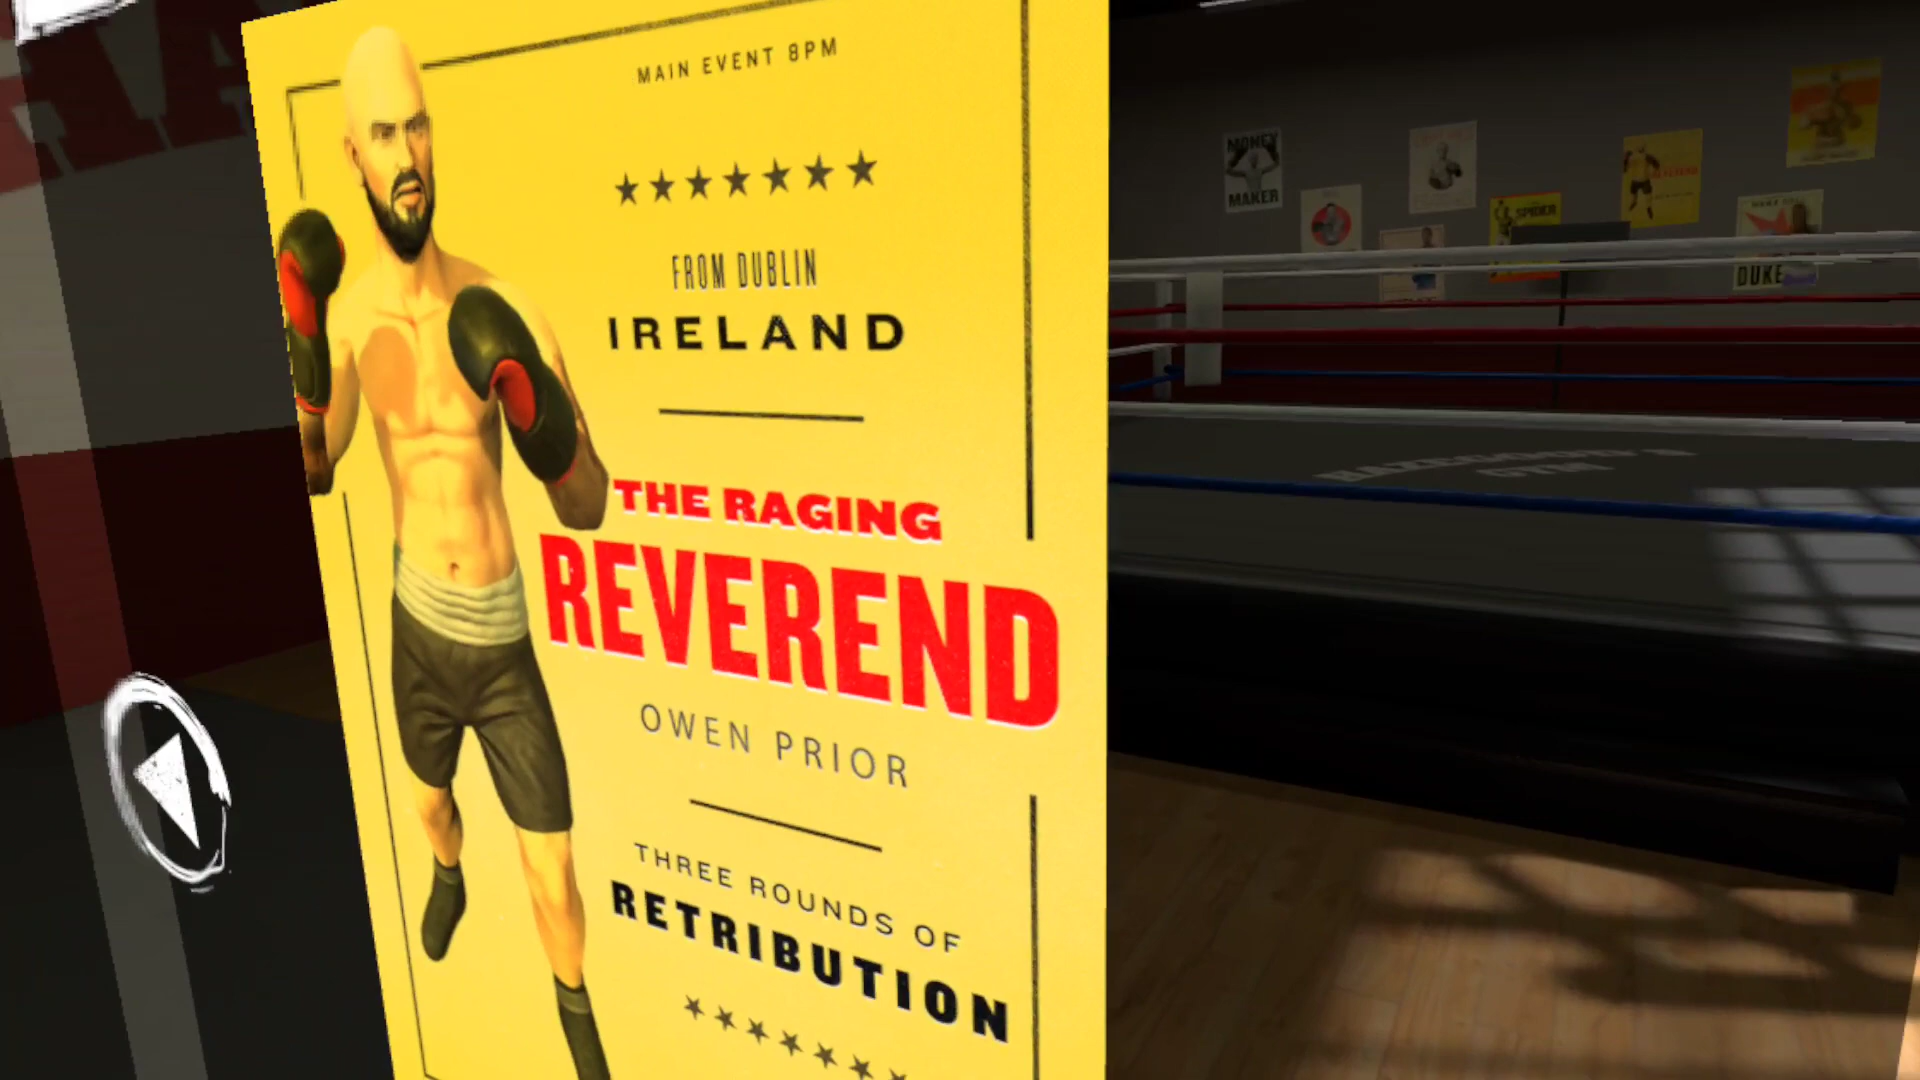 MAIN EVENT 8PM
FROM DUBLIN
IRELAND
THE RAGING
REVEREND
OWEN PRIOR
THREE ROUNDS OF
RETRIBUTION
MONEY
MAKER
SPIDER
REVEREND
DUKE